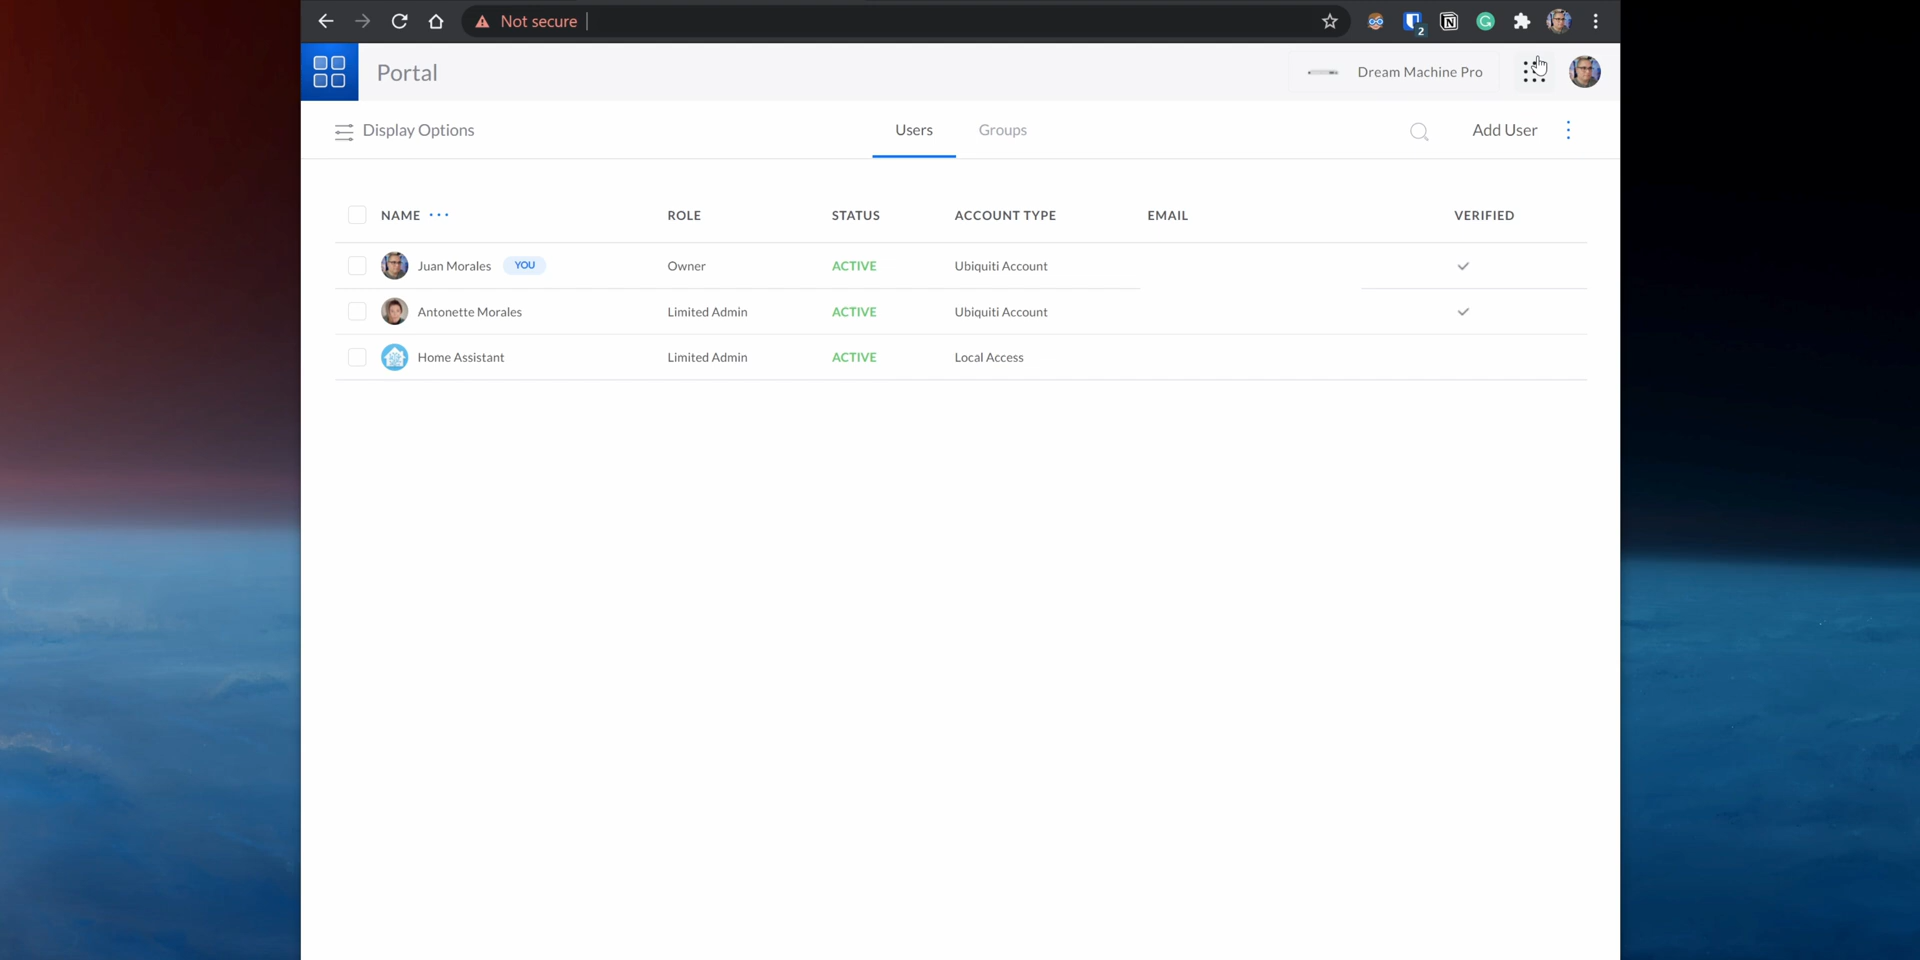 Not secure
2
Portal
Dream Machine Pro
Display Options
Users
Groups
Add User
NAME ROLE STATUS ACCOUNT TYPE EMAIL VERIFIED
Juan Morales YOU Owner ACTIVE Ubiquiti Account
Antonette Morales Limited Admin ACTIVE Ubiquiti Account
Home Assistant Limited Admin ACTIVE Local Access